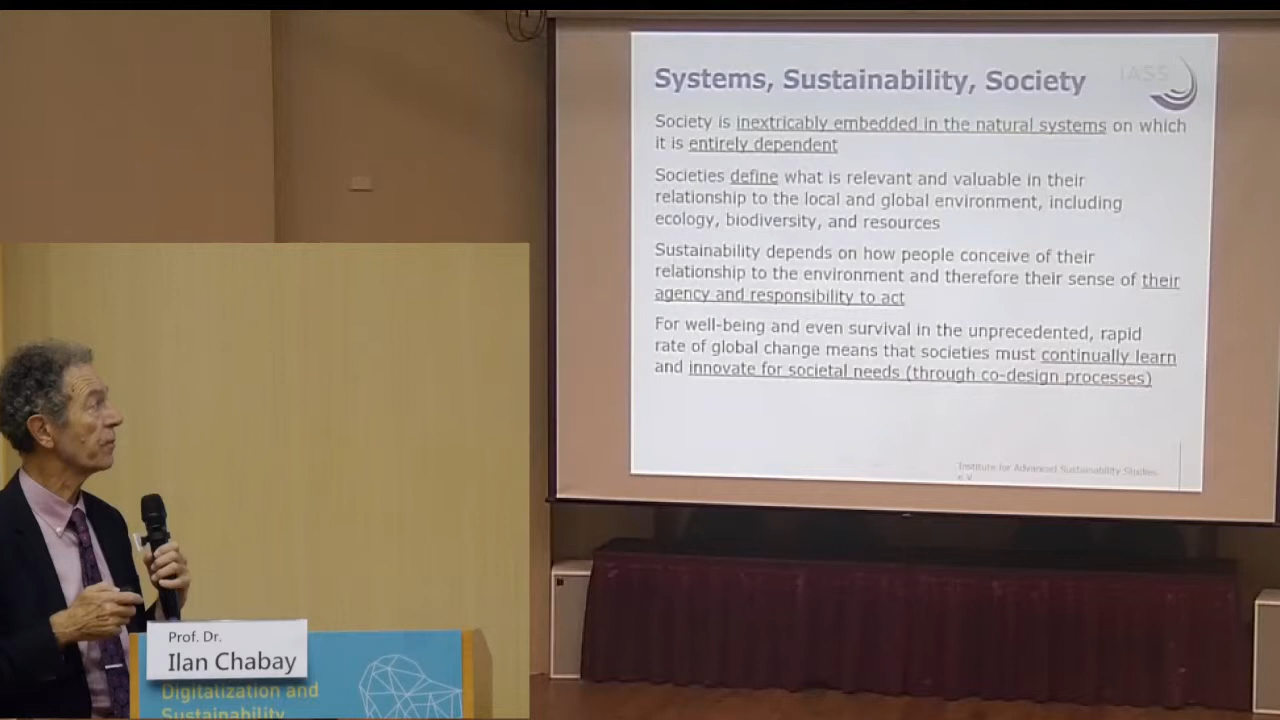 Systems, Sustainability, Society
IASS
Society is inextricably embedded in the natural systems on which
it is entirely dependent
Societies define what is relevant and valuable in their
relationship to the local and global environment, including
ecology, biodiversity, and resources
Sustainability depends on how people conceive of their
relationship to the environment and therefore their sense of their
agency and responsibility to act
For well-being and even survival in the unprecedented, rapid
rate of global change means that societies must continually learn
and innovate for societal needs (through co-design processes)
Institute for Advanced Sustainability Studies
e.V
Prof. Dr.
Ilan Chabay
Digitalization and
Sustainability